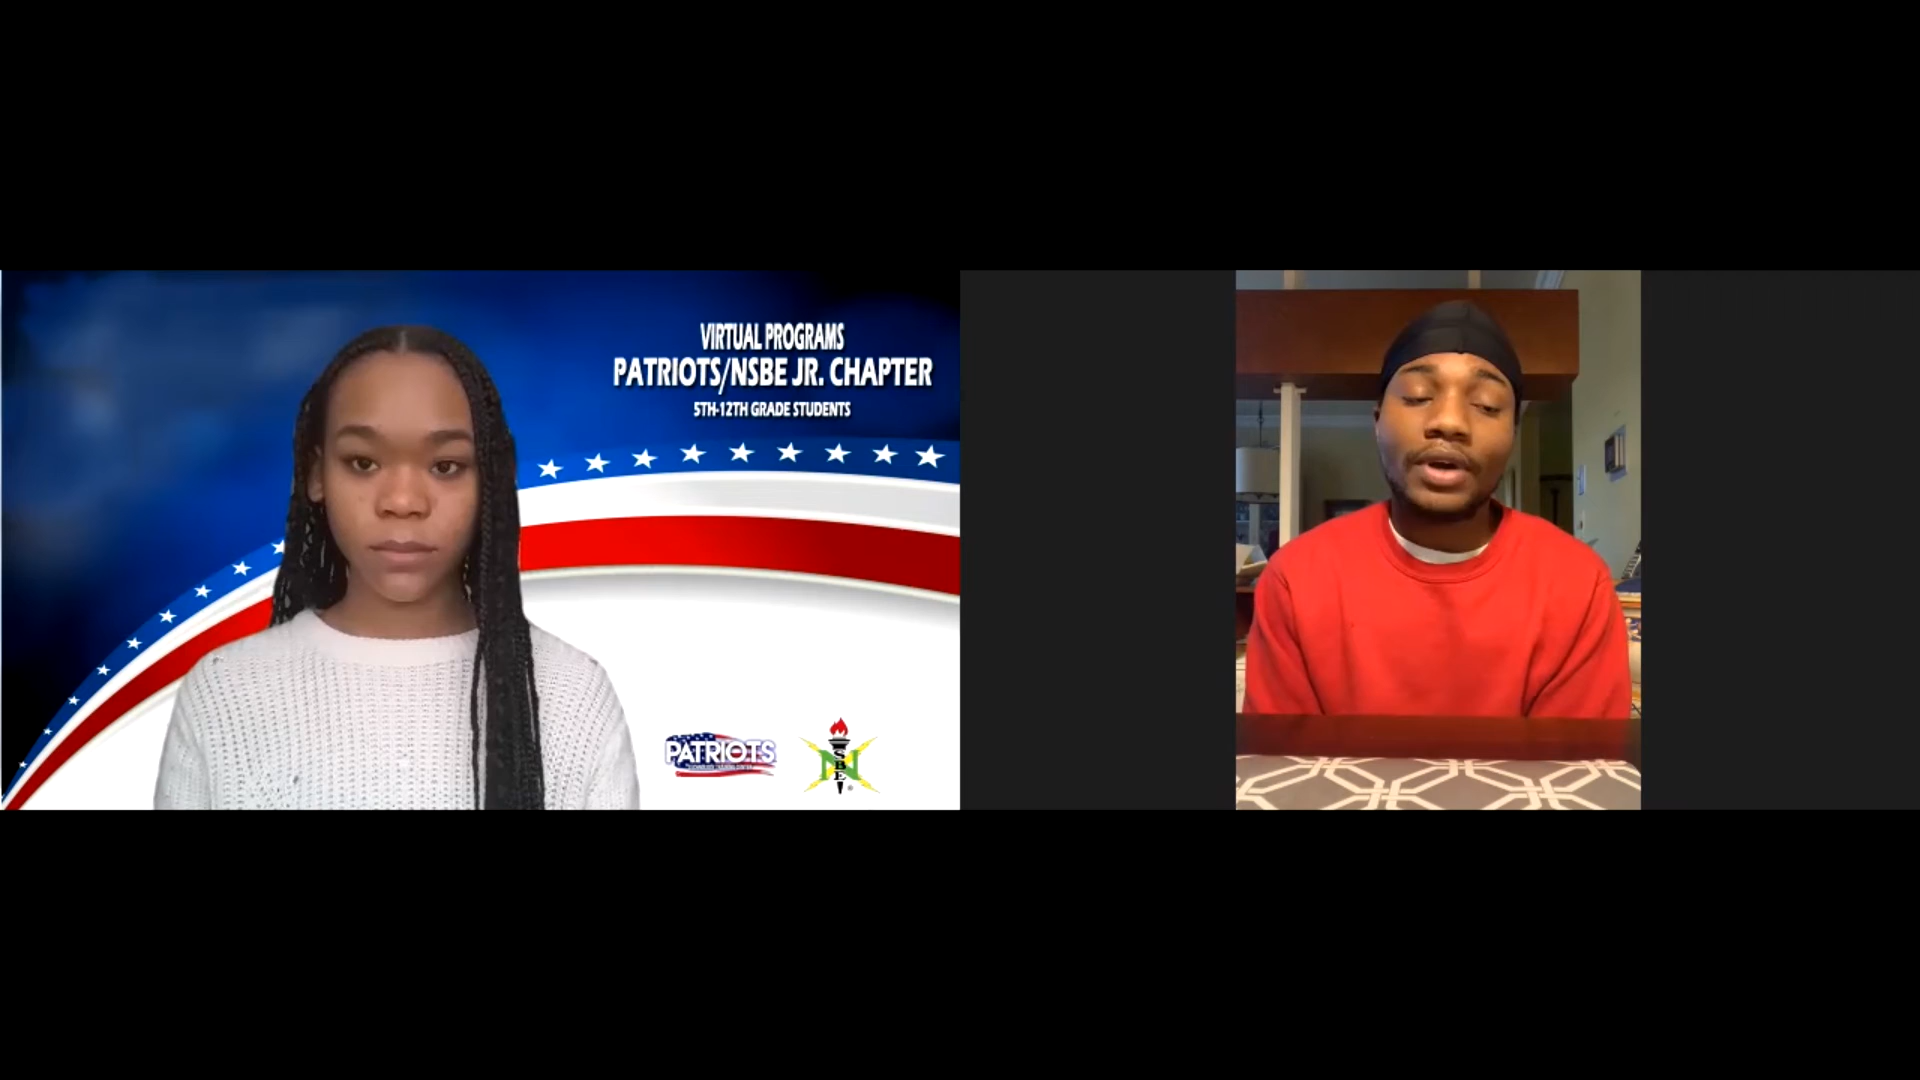 VIRTUAL PROGRAMS
PATRIOTS/NSBE JR. CHAPTER
5TH-12TH GRADE STUDENTS
PATRIOTS
NSBE